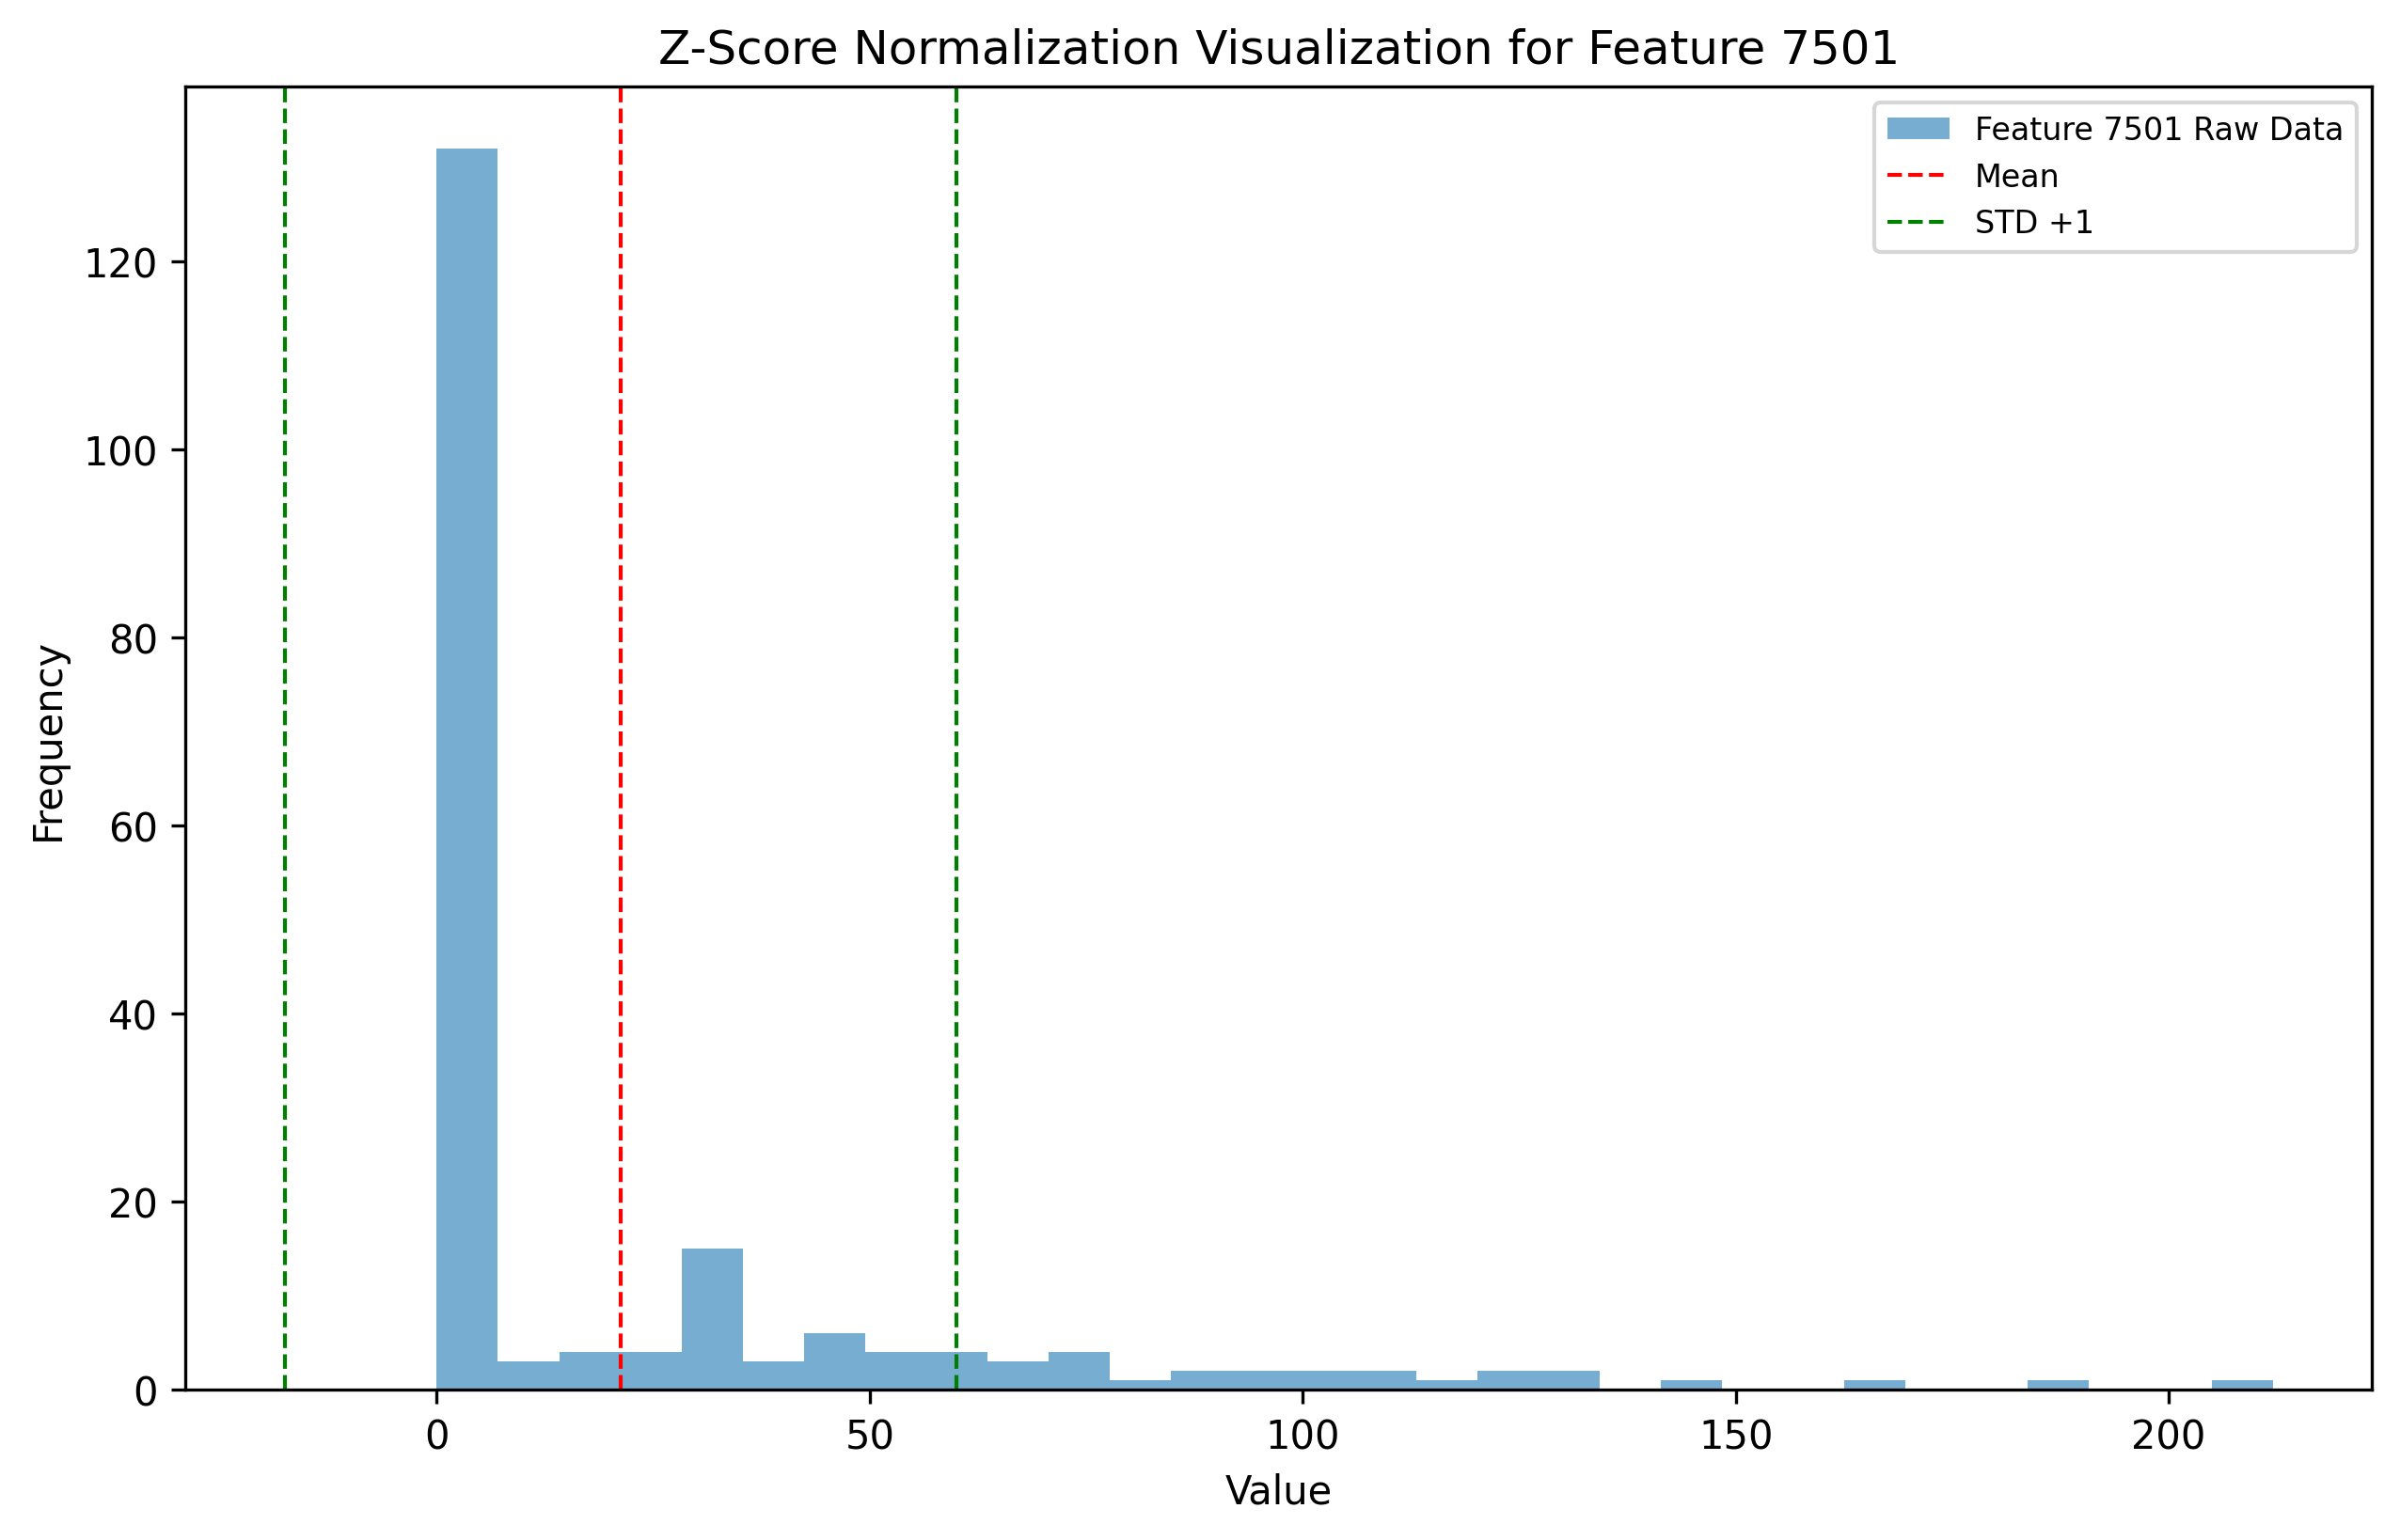 Z-Score Normalization Visualization for Feature 7501
Feature 7501 Raw Data
Mean
STD +1
Frequency
120
100
80
60
40
20
0
0 50 100 150 200
Value